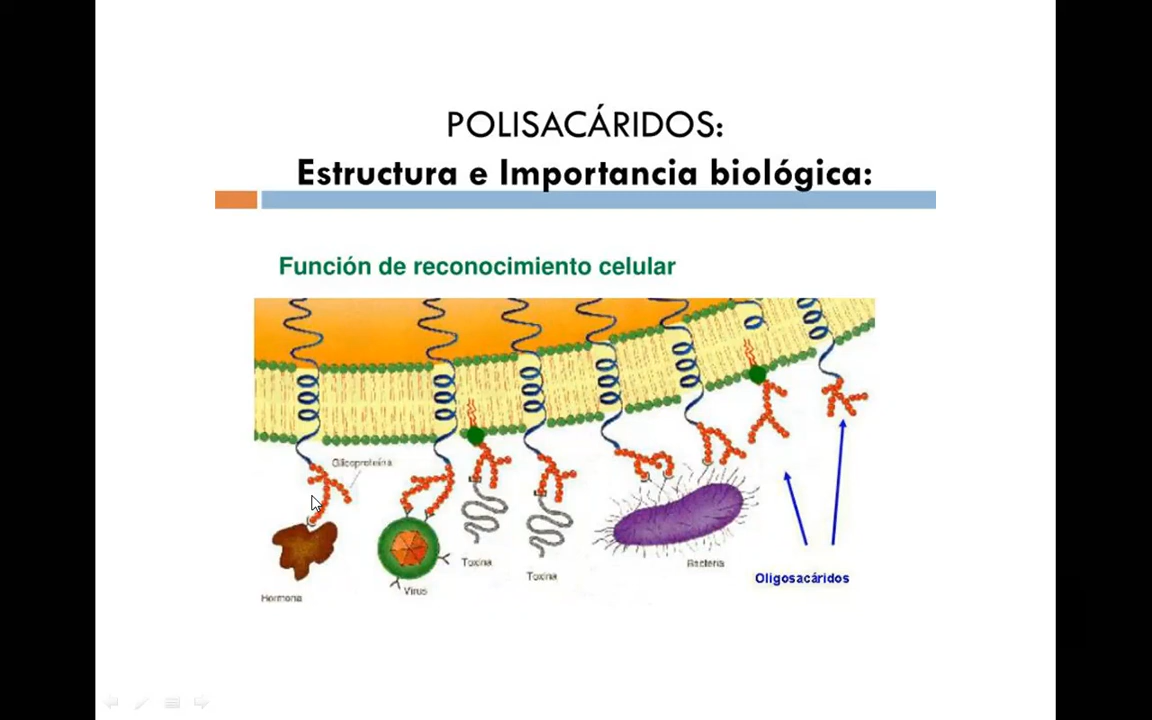 POLISACÁRIDOS:
Estructura e Importancia biológica:
Función de reconocimiento celular
Glicoproteína
Toxina
Toxina
Bacteria
Virus
Hormona
Oligosacáridos